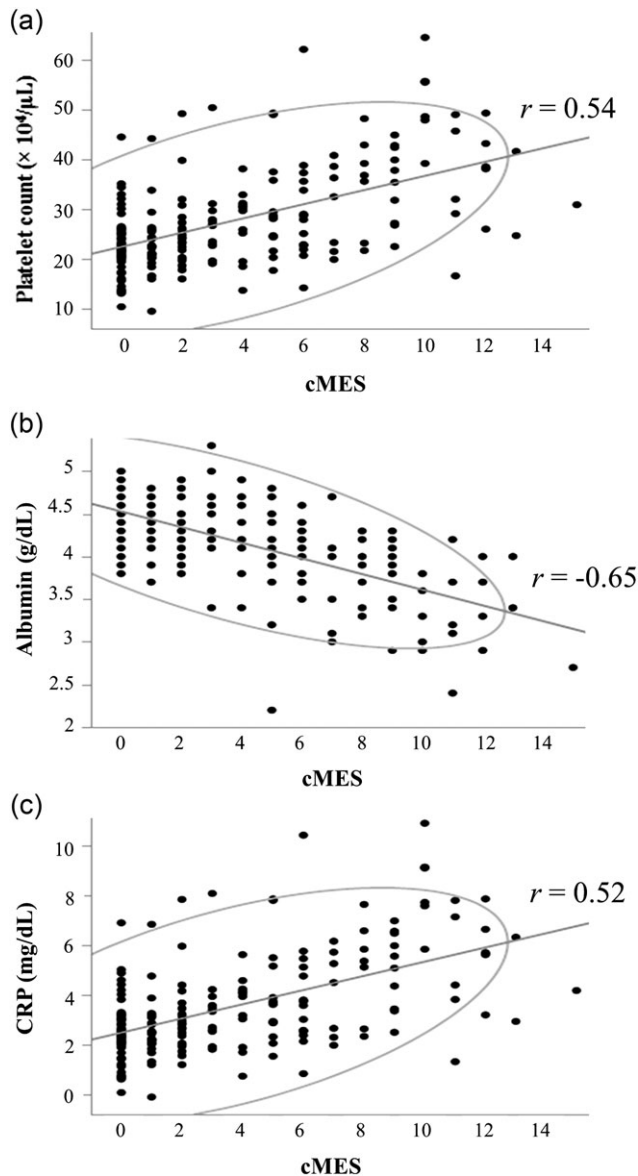 (a)
60
50
40
30
20
10
Platelet count (× 10⁴/μL)
r = 0.54
0 2 4 6 8 10 12 14
cMES
(b)
5
4.5
4
3.5
3
2.5
2
Albumin (g/dL)
r = -0.65
0 2 4 6 8 10 12 14
cMES
(c)
10
8
6
4
2
0
CRP (mg/dL)
r = 0.52
0 2 4 6 8 10 12 14
cMES